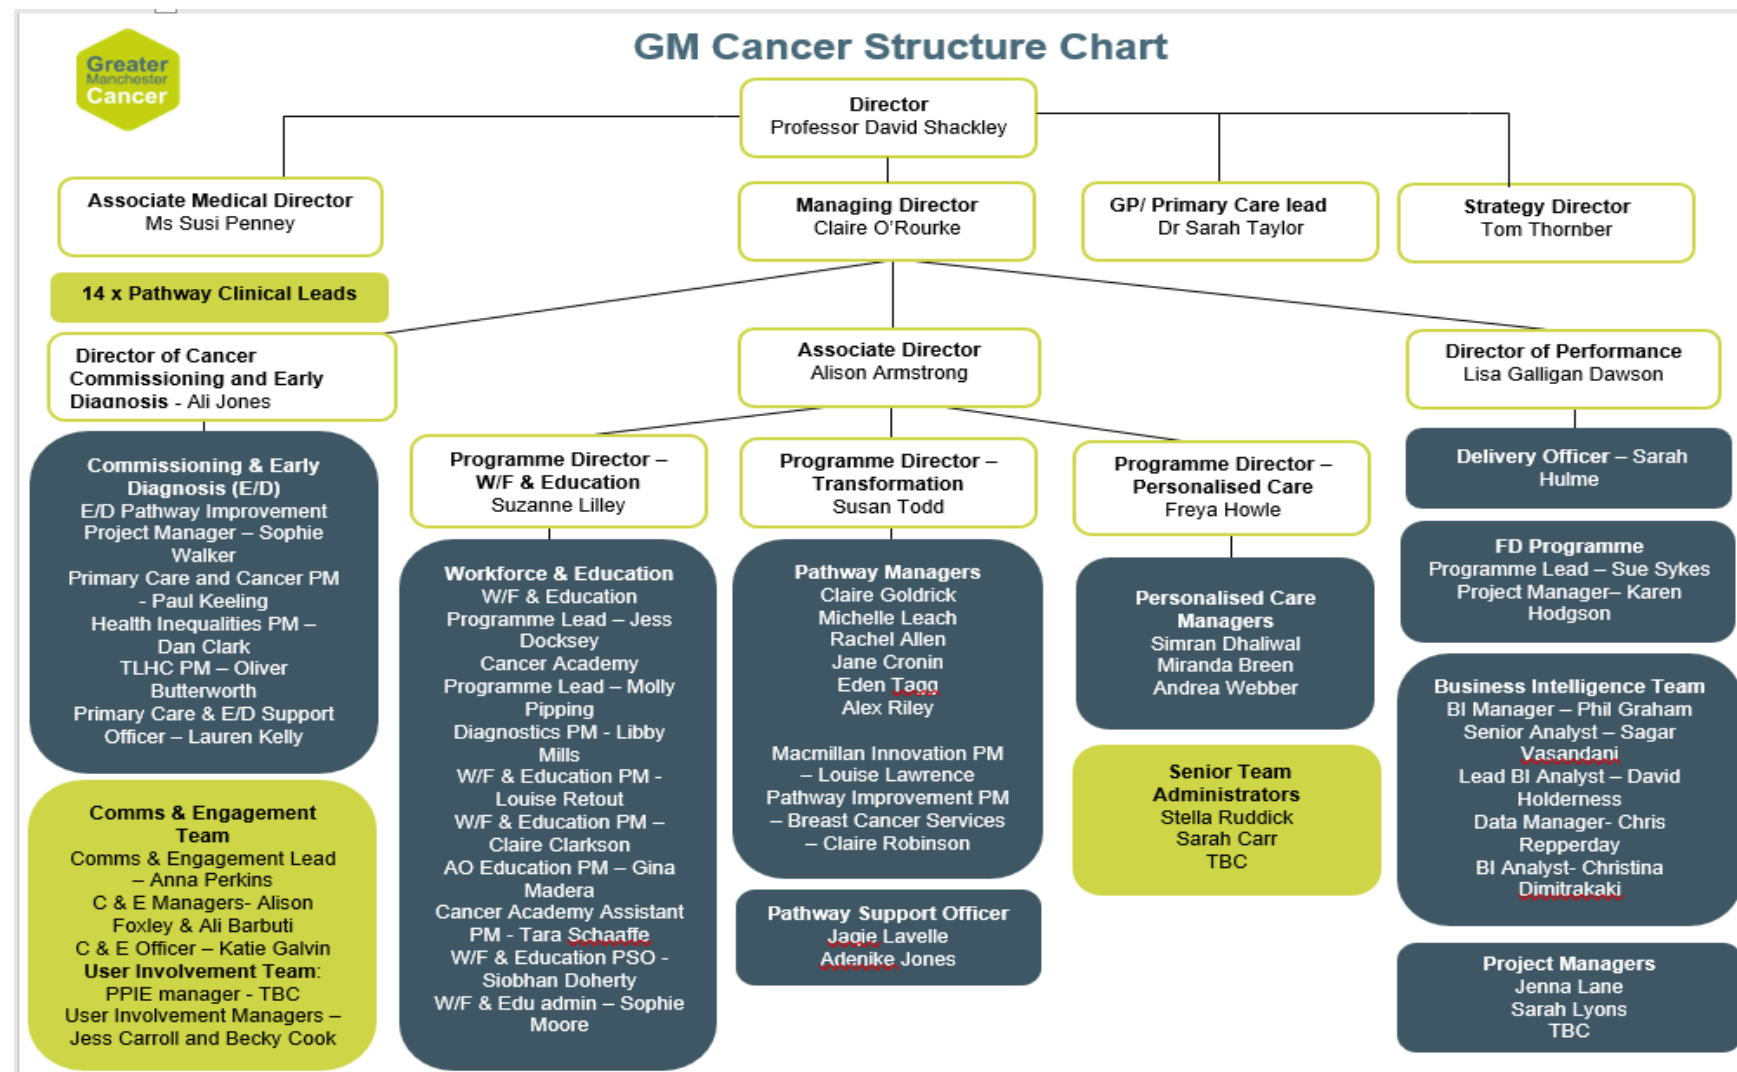 GM Cancer Structure Chart
Greater
Manchester
Cancer
Director
Professor David Shackley
Associate Medical Director
Ms Susi Penney
Managing Director
Claire O'Rourke
GP/ Primary Care lead
Dr Sarah Taylor
Strategy Director
Tom Thornber
14 x Pathway Clinical Leads
Director of Cancer
Commissioning and Early
Diagnosis - Ali Jones
Associate Director
Alison Armstrong
Director of Performance
Lisa Galligan Dawson
Commissioning & Early
Diagnosis (E/D)
E/D Pathway Improvement
Project Manager – Sophie
Walker
Primary Care and Cancer PM
- Paul Keeling
Health Inequalities PM –
Dan Clark
TLHC PM – Oliver
Butterworth
Primary Care & E/D Support
Officer – Lauren Kelly
Comms & Engagement
Team
Comms & Engagement Lead
– Anna Perkins
C & E Managers- Alison
Foxley & Ali Barbuti
C & E Officer – Katie Galvin
User Involvement Team:
PPIE manager - TBC
User Involvement Managers –
Jess Carroll and Becky Cook
Programme Director –
W/F & Education
Suzanne Lilley
Workforce & Education
W/F & Education
Programme Lead – Jess
Docksey
Cancer Academy
Programme Lead – Molly
Pipping
Diagnostics PM - Libby
Mills
W/F & Education PM -
Louise Retout
W/F & Education PM –
Claire Clarkson
AO Education PM – Gina
Madera
Cancer Academy Assistant
PM - Tara Schaaffe
W/F & Education PSO -
Siobhan Doherty
W/F & Edu admin – Sophie
Moore
Programme Director –
Transformation
Susan Todd
Pathway Managers
Claire Goldrick
Michelle Leach
Rachel Allen
Jane Cronin
Eden Tagg
Alex Riley
Macmillan Innovation PM
– Louise Lawrence
Pathway Improvement PM
– Breast Cancer Services
– Claire Robinson
Pathway Support Officer
Jagie Lavelle
Adenike Jones
Programme Director –
Personalised Care
Freya Howle
Personalised Care
Managers
Simran Dhaliwal
Miranda Breen
Andrea Webber
Senior Team
Administrators
Stella Ruddick
Sarah Carr
TBC
Delivery Officer – Sarah
Hulme
FD Programme
Programme Lead – Sue Sykes
Project Manager– Karen
Hodgson
Business Intelligence Team
BI Manager – Phil Graham
Senior Analyst – Sagar
Vasandani
Lead BI Analyst – David
Holderness
Data Manager- Chris
Repperday
BI Analyst- Christina
Dimitrakaki
Project Managers
Jenna Lane
Sarah Lyons
TBC